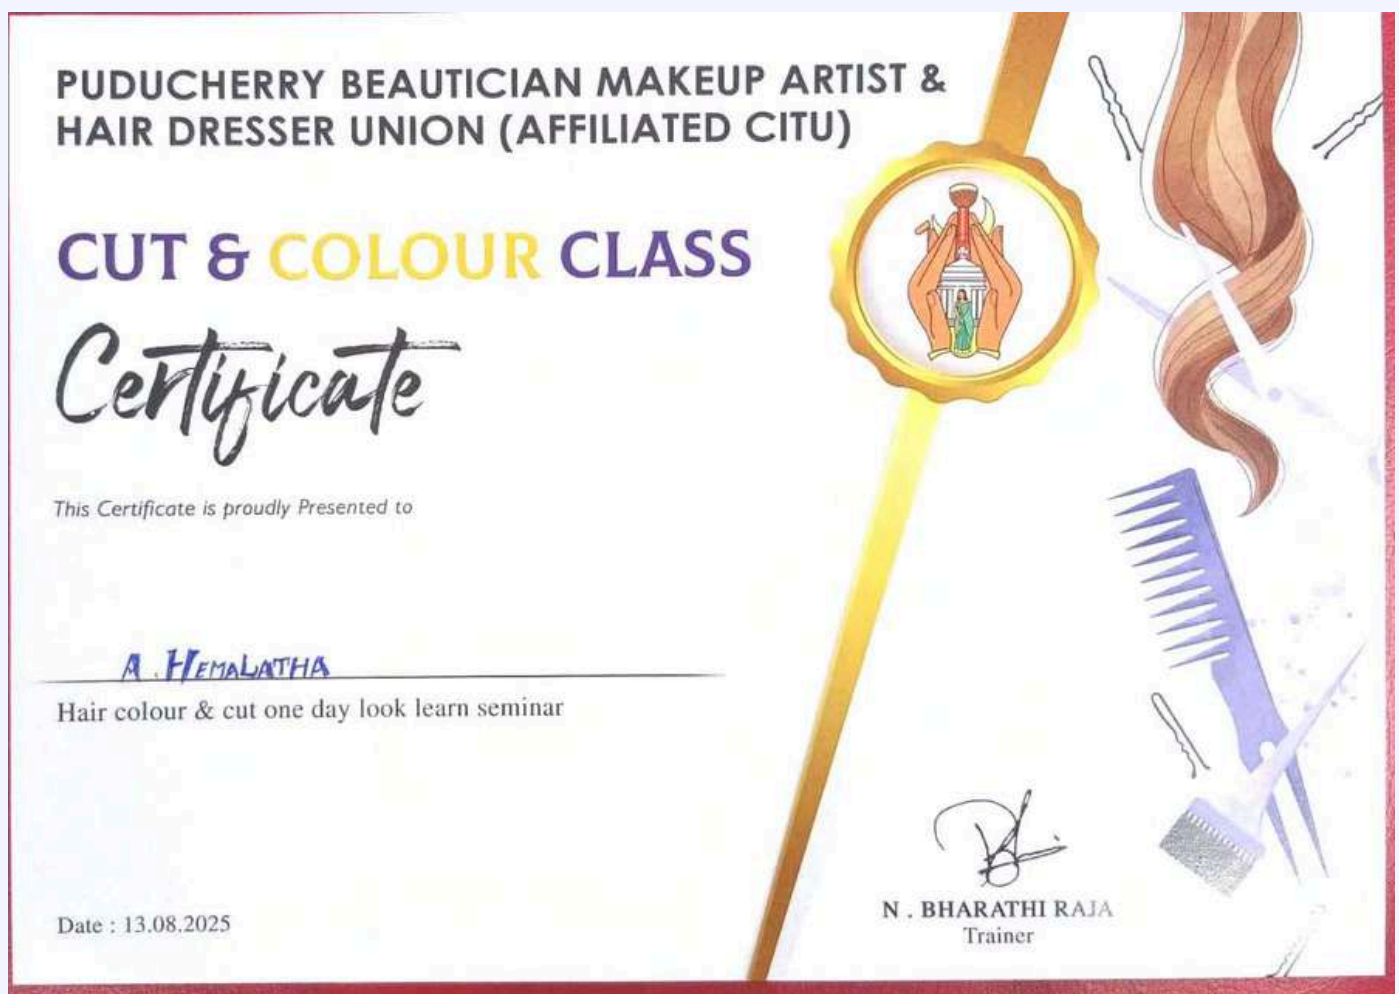 PUDUCHERRY BEAUTICIAN MAKEUP ARTIST &
HAIR DRESSER UNION (AFFILIATED CITU)
CUT & COLOUR CLASS
Certificate
This Certificate is proudly Presented to
A. HEMALATHA
Hair colour & cut one day look learn seminar
Date : 13.08.2025
N . BHARATHI RAJA
Trainer